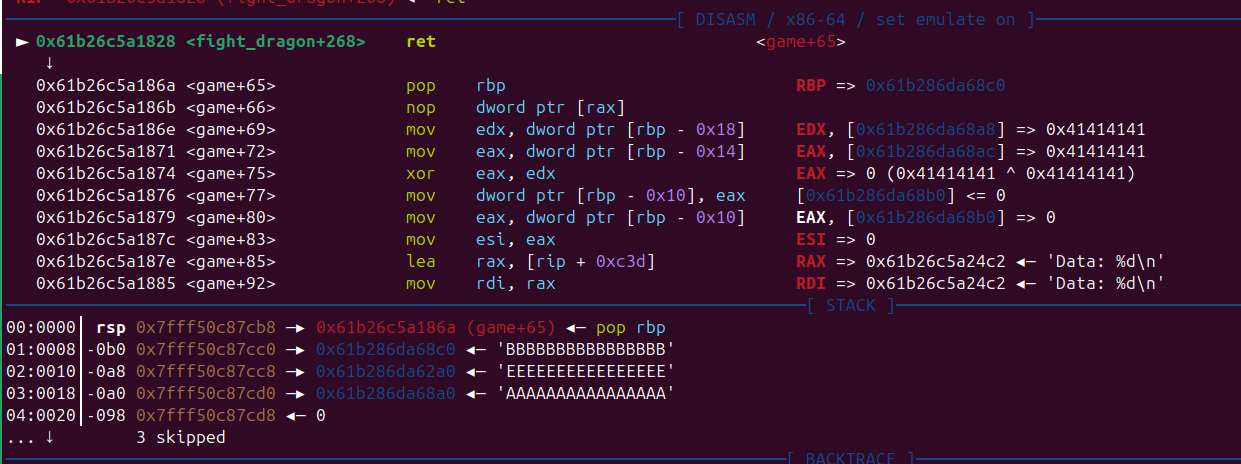 [ DISASM / x86-64 / set emulate on ]
► 0x61b26c5a1828 <fight_dragon+268> ret <game+65>
↓
0x61b26c5a186a <game+65> pop rbp RBP => 0x61b286da68c0
0x61b26c5a186b <game+66> nop dword ptr [rax]
0x61b26c5a186e <game+69> mov edx, dword ptr [rbp - 0x18] EDX, [0x61b286da68a8] => 0x41414141
0x61b26c5a1871 <game+72> mov eax, dword ptr [rbp - 0x14] EAX, [0x61b286da68ac] => 0x41414141
0x61b26c5a1874 <game+75> xor eax, edx EAX => 0 (0x41414141 ^ 0x41414141)
0x61b26c5a1876 <game+77> mov dword ptr [rbp - 0x10], eax [0x61b286da68b0] <= 0
0x61b26c5a1879 <game+80> mov eax, dword ptr [rbp - 0x10] EAX, [0x61b286da68b0] => 0
0x61b26c5a187c <game+83> mov esi, eax ESI => 0
0x61b26c5a187e <game+85> lea rax, [rip + 0xc3d] RAX => 0x61b26c5a24c2 ◂— 'Data: %d\n'
0x61b26c5a1885 <game+92> mov rdi, rax RDI => 0x61b26c5a24c2 ◂— 'Data: %d\n'
[ STACK ]
00:0000│ rsp 0x7fff50c87cb8 —▸ 0x61b26c5a186a (game+65) ◂— pop rbp
01:0008│-0b0 0x7fff50c87cc0 —▸ 0x61b286da68c0 ◂— 'BBBBBBBBBBBBBBBB'
02:0010│-0a8 0x7fff50c87cc8 —▸ 0x61b286da62a0 ◂— 'EEEEEEEEEEEEEEEE'
03:0018│-0a0 0x7fff50c87cd0 —▸ 0x61b286da68a0 ◂— 'AAAAAAAAAAAAAAAA'
04:0020│-098 0x7fff50c87cd8 ◂— 0
... ↓ 3 skipped
[ BACKTRACE ]